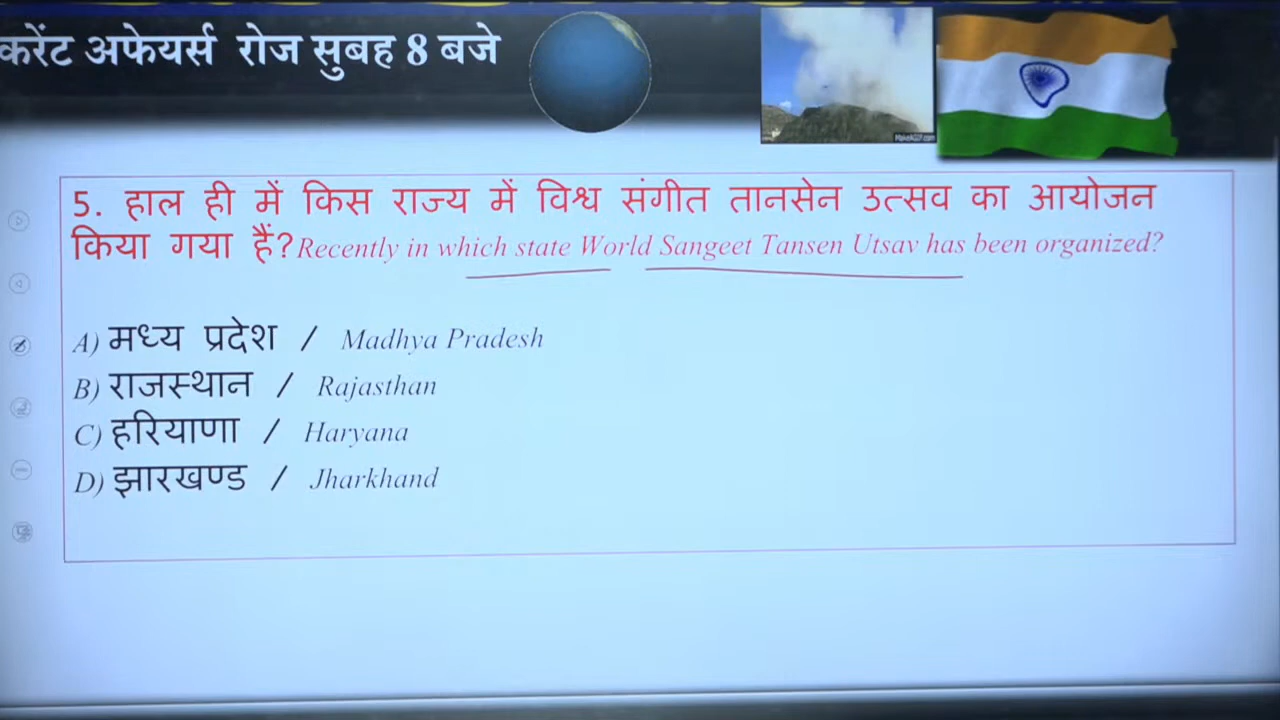 करेंट अफेयर्स रोज सुबह 8 बजे
5. हाल ही में किस राज्य में विश्व संगीत तानसेन उत्सव का आयोजन
किया गया हैं? Recently in which state World Sangeet Tansen Utsav has been organized?
A) मध्य प्रदेश / Madhya Pradesh
B) राजस्थान / Rajasthan
C) हरियाणा / Haryana
D) झारखण्ड / Jharkhand